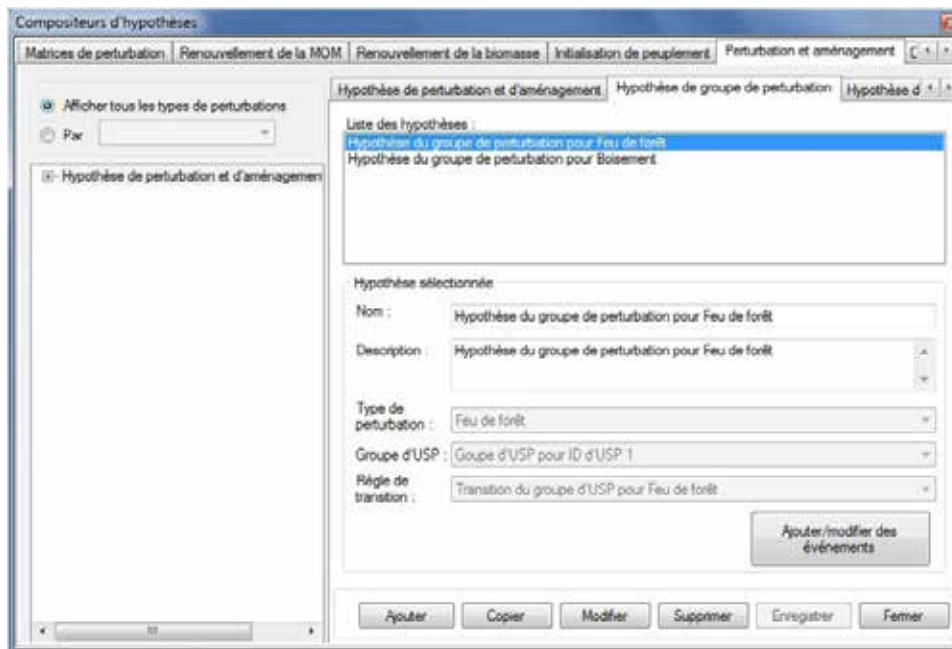 Compositeurs d'hypothèses
Matrices de perturbation Renouvellement de la MOM Renouvellement de la biomasse Initialisation de peuplement Perturbation et aménagement
Afficher tous les types de perturbations
Par
Hypothèse de perturbation et d'aménagemen
Hypothèse de perturbation et d'aménagement Hypothèse de groupe de perturbation Hypothèse d
Liste des hypothèses :
Hypothèse du groupe de perturbation pour Feu de forêt
Hypothèse du groupe de perturbation pour Boisement
Hypothèse sélectionnée
Nom : Hypothèse du groupe de perturbation pour Feu de forêt
Description : Hypothèse du groupe de perturbation pour Feu de forêt
Type de
perturbation : Feu de forêt
Groupe d'USP : Goupe d'USP pour ID d'USP 1
Règle de
transition : Transition du groupe d'USP pour Feu de forêt
Ajouter/modifier des
événements
Ajouter Copier Modifier Supprimer Enregistrer Fermer